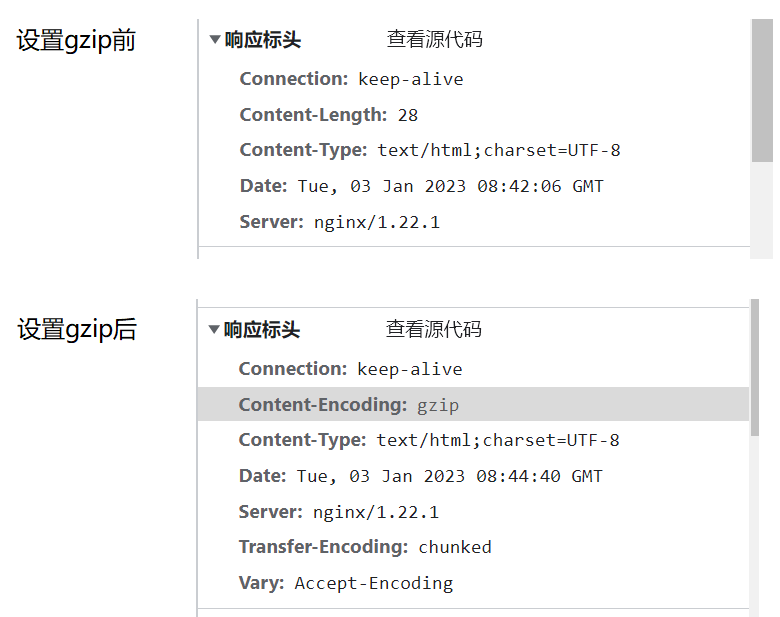 设置gzip前
响应标头 查看源代码
Connection: keep-alive
Content-Length: 28
Content-Type: text/html;charset=UTF-8
Date: Tue, 03 Jan 2023 08:42:06 GMT
Server: nginx/1.22.1
设置gzip后
响应标头 查看源代码
Connection: keep-alive
Content-Encoding: gzip
Content-Type: text/html;charset=UTF-8
Date: Tue, 03 Jan 2023 08:44:40 GMT
Server: nginx/1.22.1
Transfer-Encoding: chunked
Vary: Accept-Encoding